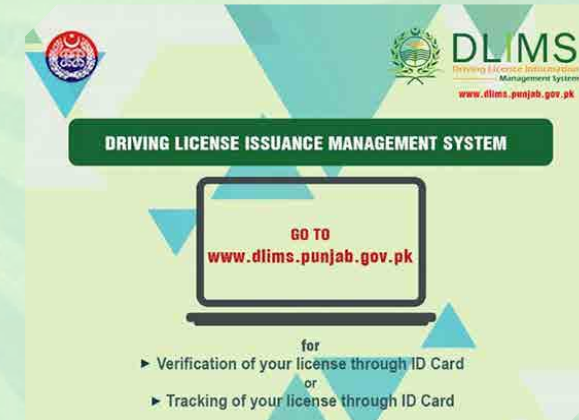 DLIMS
Driving Licence Information
Management System
www.dlims.punjab.gov.pk
DRIVING LICENSE ISSUANCE MANAGEMENT SYSTEM
GO TO
www.dlims.punjab.gov.pk
for
► Verification of your license through ID Card
or
► Tracking of your license through ID Card